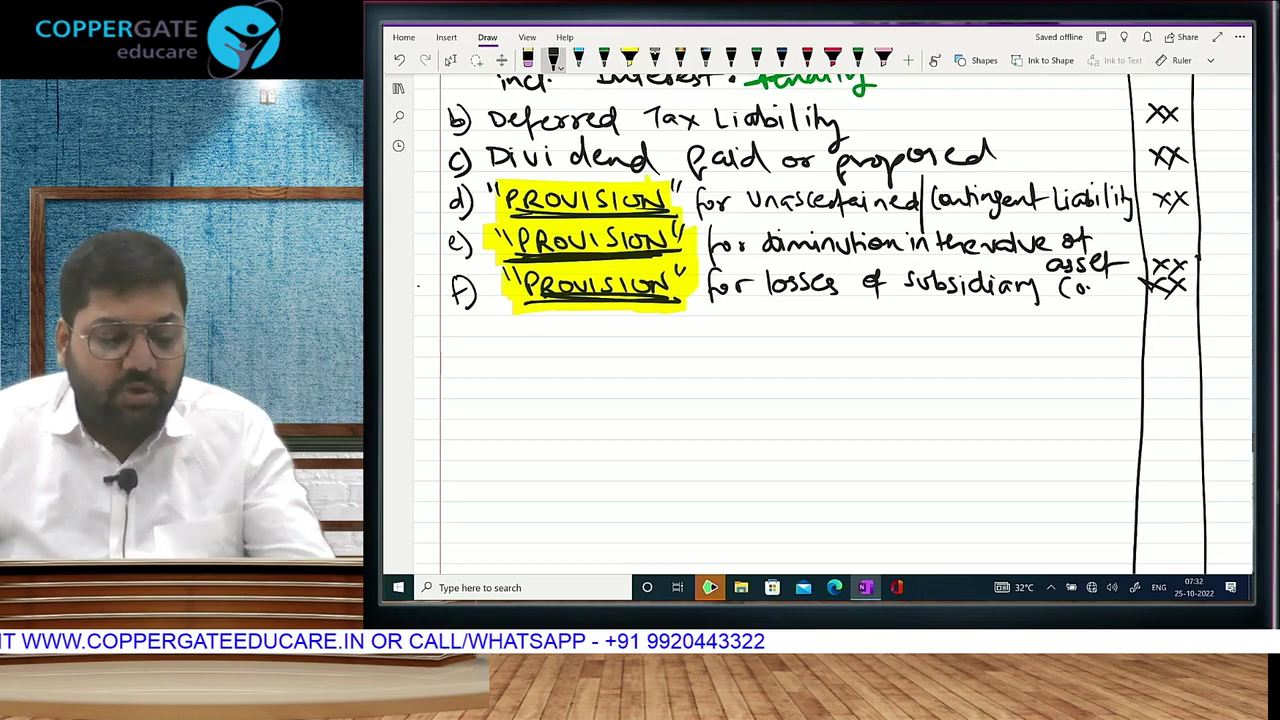 COPPERGATE
educare
Home Insert Draw View Help
Saved offline Share
Shapes Ink to Shape Ink to Text Ruler
incl. Interest. Penalty
b) Deferred Tax Liability XX
c) Dividend paid or proposed XX
d) "PROVISION" for unascertained/Contingent Liability XX
e) "PROVISION" for diminution in the value of
asset XX
f) "PROVISION" for losses of subsidiary Co. XX
Type here to search
32°C ENG 07:32
25-10-2022
IT WWW.COPPERGATEEDUCARE.IN OR CALL/WHATSAPP - +91 9920443322